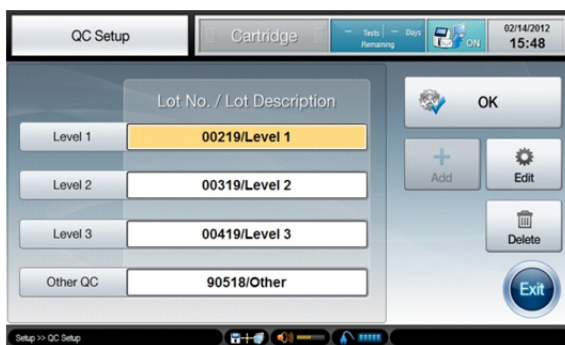 QC Setup
Cartridge
– Tests – Days
Remaining
ON
02/14/2012
15:48
Lot No. / Lot Description
OK
Level 1
00219/Level 1
Add
Edit
Level 2
00319/Level 2
Level 3
00419/Level 3
Delete
Other QC
90518/Other
Exit
Setup >> QC Setup